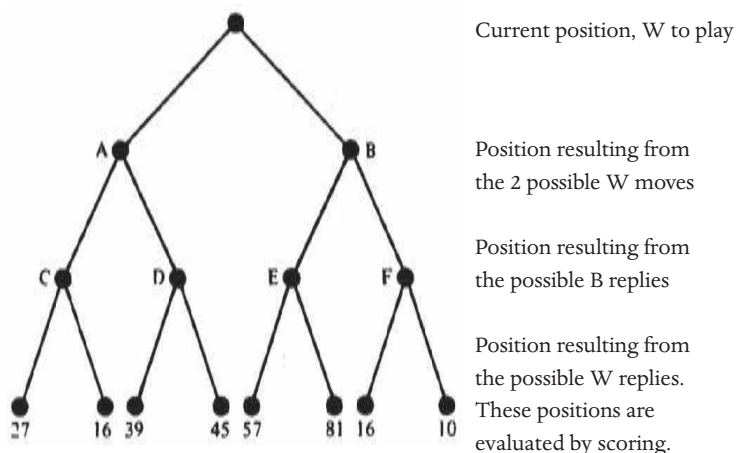 Current position, W to play
A
B
Position resulting from
the 2 possible W moves
C
D
E
F
Position resulting from
the possible B replies
Position resulting from
the possible W replies.
These positions are
evaluated by scoring.
27 16 39 45 57 81 16 10